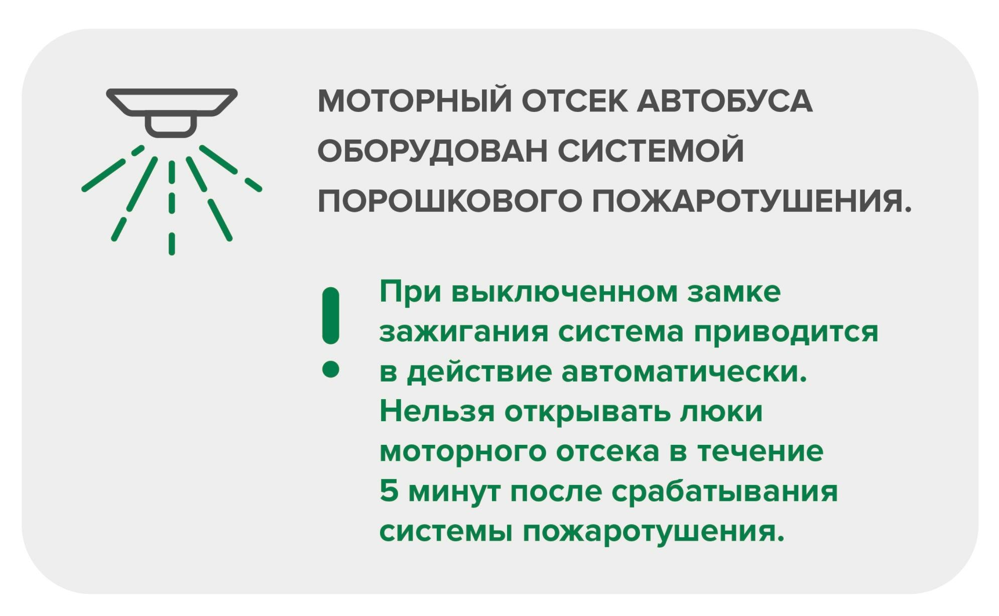 МОТОРНЫЙ ОТСЕК АВТОБУСА
ОБОРУДОВАН СИСТЕМОЙ
ПОРОШКОВОГО ПОЖАРОТУШЕНИЯ.
При выключенном замке
зажигания система приводится
в действие автоматически.
Нельзя открывать люки
моторного отсека в течение
5 минут после срабатывания
системы пожаротушения.